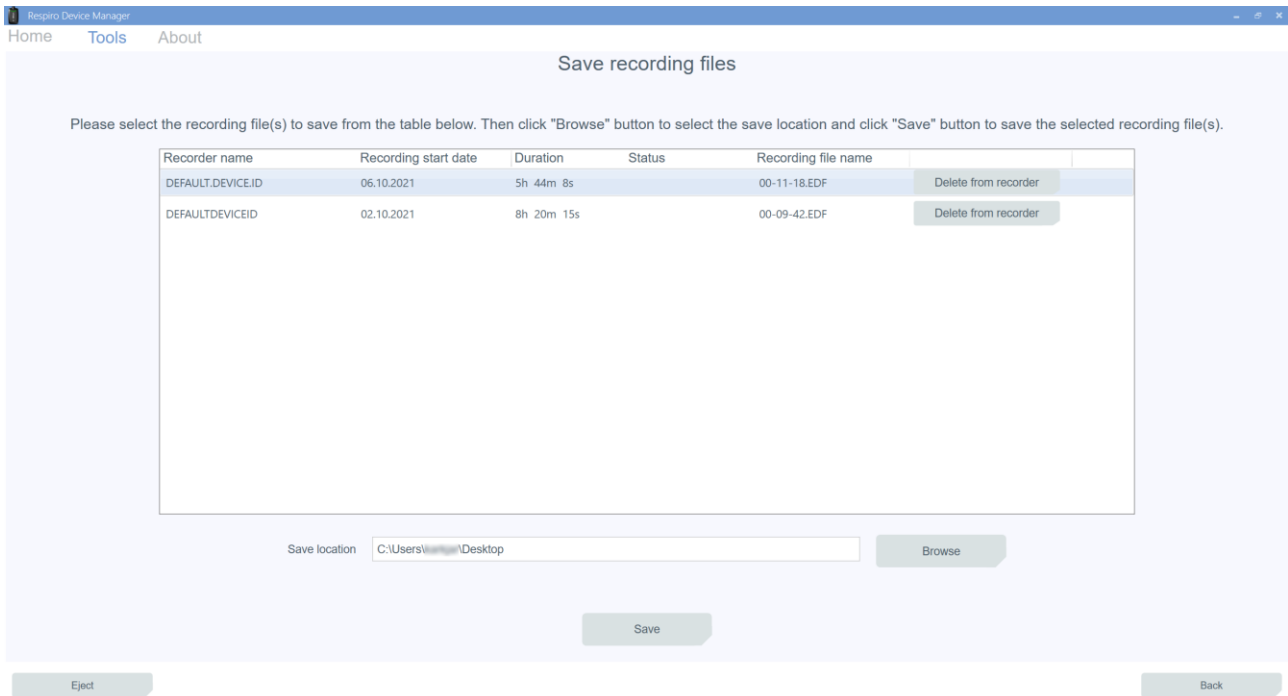 Respiro Device Manager
Home Tools About
Save recording files
Please select the recording file(s) to save from the table below. Then click "Browse" button to select the save location and click "Save" button to save the selected recording file(s).
Recorder name Recording start date Duration Status Recording file name
DEFAULT.DEVICE.ID 06.10.2021 5h 44m 8s 00-11-18.EDF Delete from recorder
DEFAULTDEVICEID 02.10.2021 8h 20m 15s 00-09-42.EDF Delete from recorder
Save location C:\Users\ \Desktop Browse
Save
Eject Back